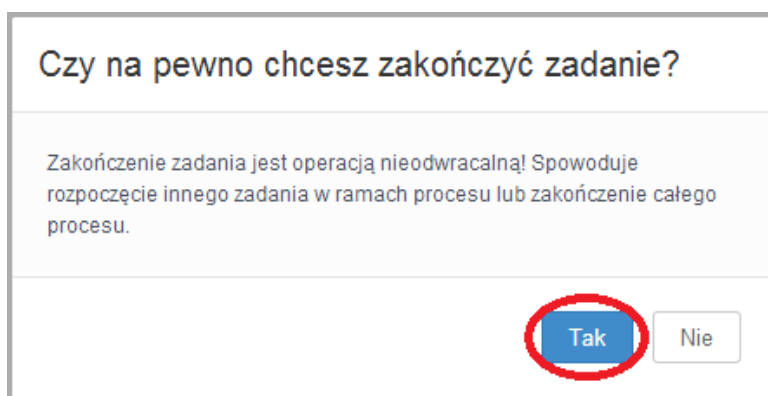 Czy na pewno chcesz zakończyć zadanie?
Zakończenie zadania jest operacją nieodwracalną! Spowoduje
rozpoczęcie innego zadania w ramach procesu lub zakończenie całego
procesu.
Tak Nie